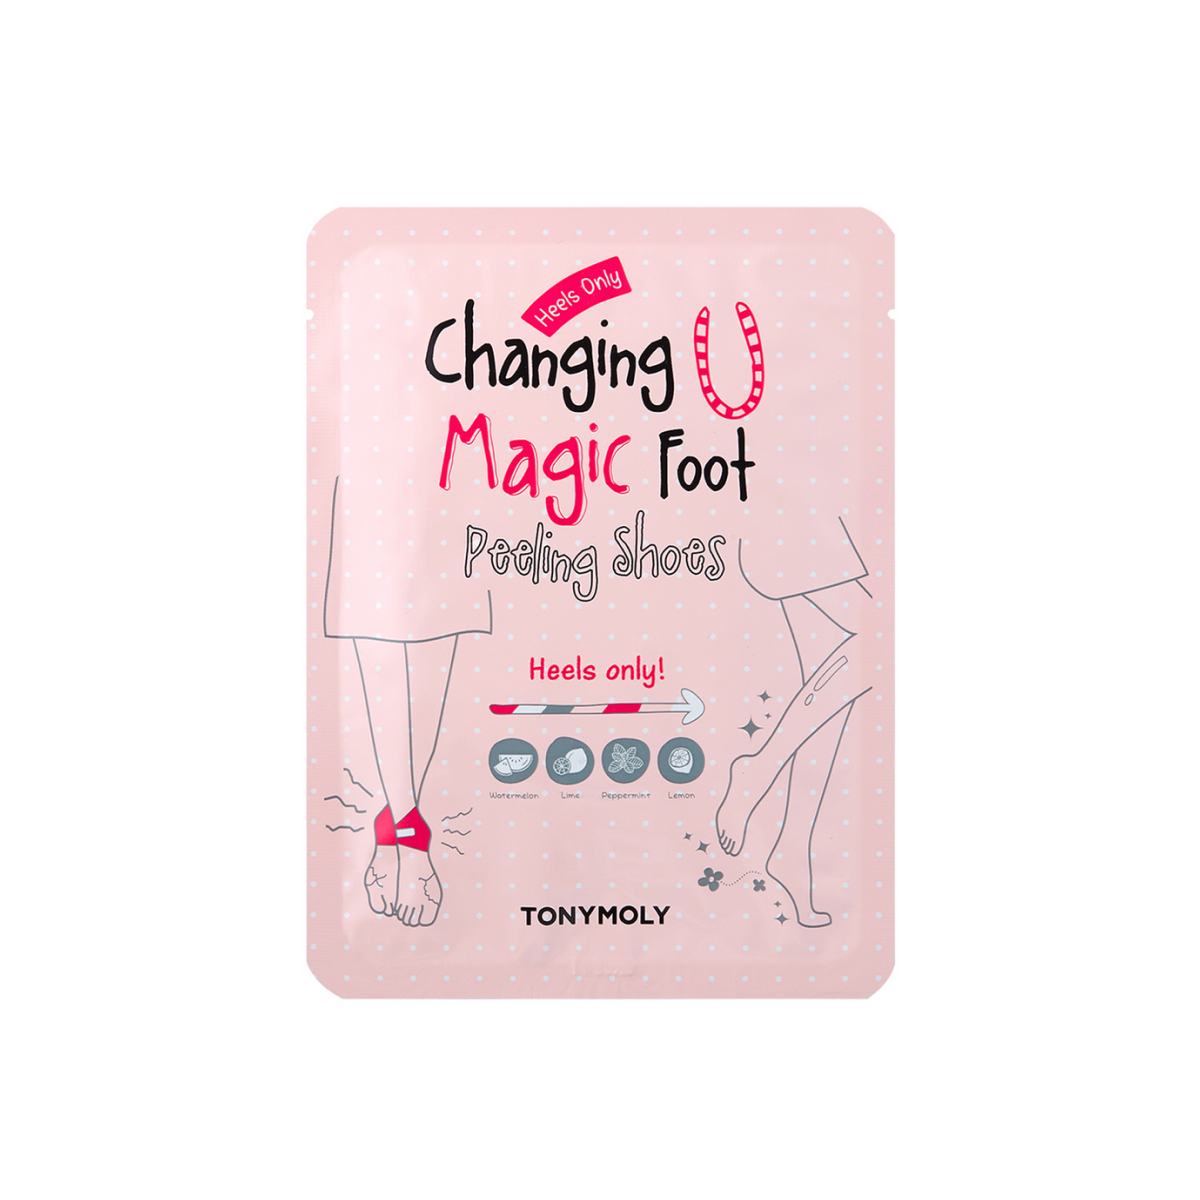 Heels Only
Changing U
Magic Foot
Peeling Shoes
Heels only!
Watermelon Lime Peppermint Lemon
TONYMOLY